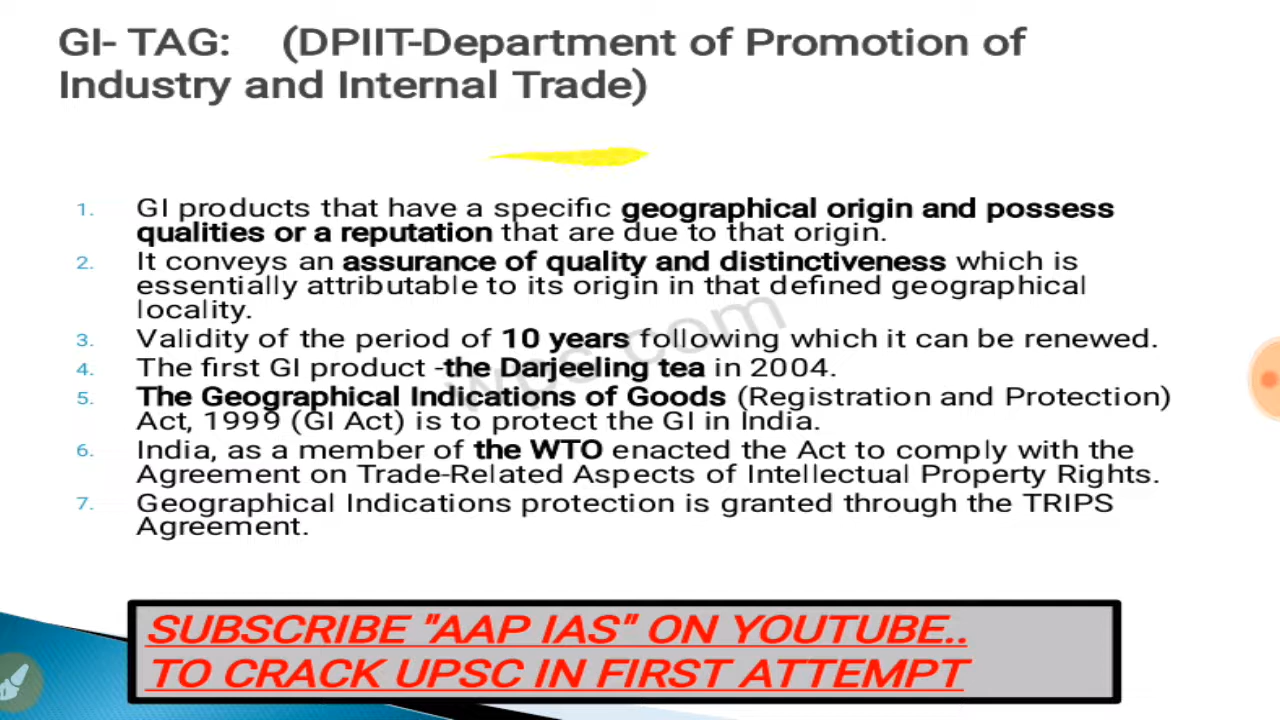 GI- TAG: (DPIIT-Department of Promotion of
Industry and Internal Trade)
1. GI products that have a specific geographical origin and possess
qualities or a reputation that are due to that origin.
2. It conveys an assurance of quality and distinctiveness which is
essentially attributable to its origin in that defined geographical
locality.
3. Validity of the period of 10 years following which it can be renewed.
4. The first GI product -the Darjeeling tea in 2004.
5. The Geographical Indications of Goods (Registration and Protection)
Act, 1999 (GI Act) is to protect the GI in India.
6. India, as a member of the WTO enacted the Act to comply with the
Agreement on Trade-Related Aspects of Intellectual Property Rights.
7. Geographical Indications protection is granted through the TRIPS
Agreement.
SUBSCRIBE "AAP IAS" ON YOUTUBE..
TO CRACK UPSC IN FIRST ATTEMPT